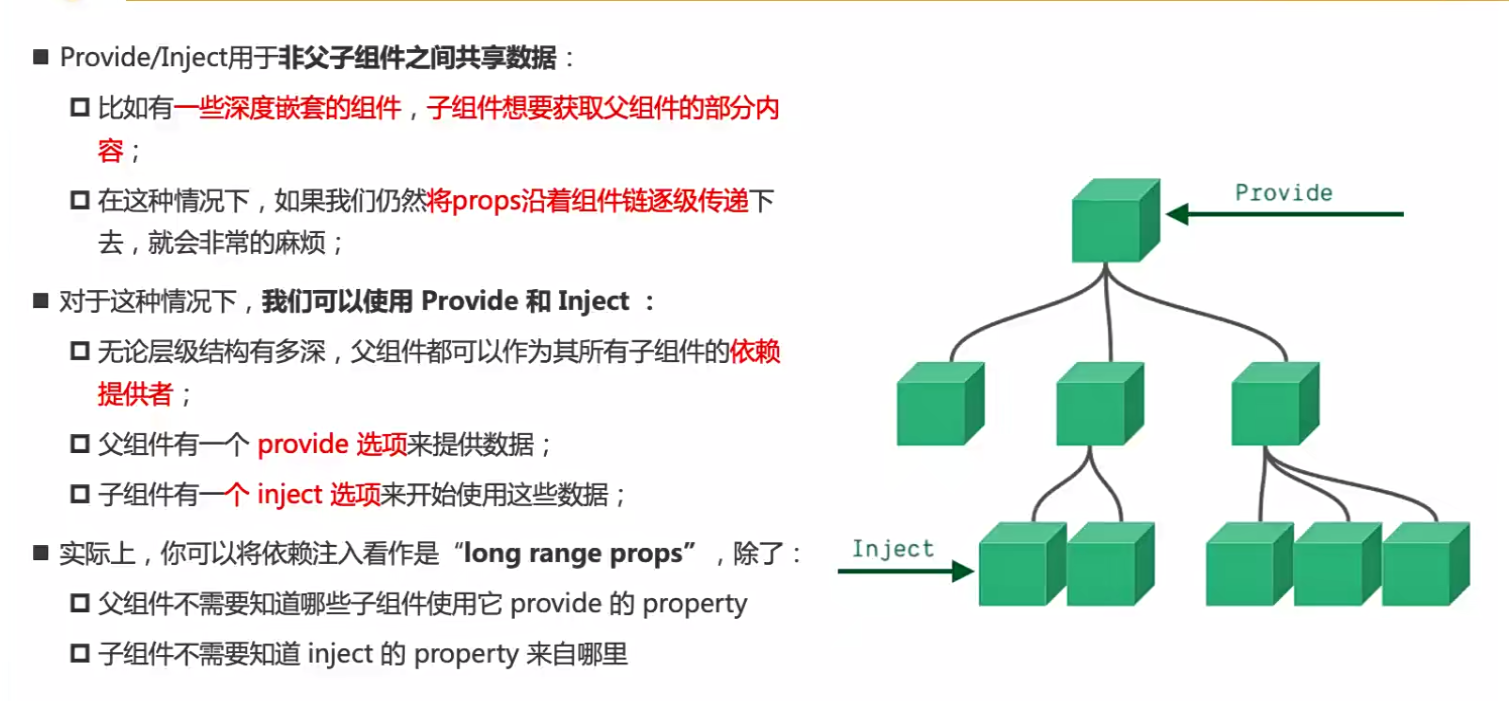 Provide/Inject用于非父子组件之间共享数据：
比如有一些深度嵌套的组件，子组件想要获取父组件的部分内
容；
在这种情况下，如果我们仍然将props沿着组件链逐级传递下
去，就会非常的麻烦；
对于这种情况下，我们可以使用 Provide 和 Inject ：
无论层级结构有多深，父组件都可以作为其所有子组件的依赖
提供者；
父组件有一个 provide 选项来提供数据；
子组件有一个 inject 选项来开始使用这些数据；
实际上，你可以将依赖注入看作是“long range props”，除了：
父组件不需要知道哪些子组件使用它 provide 的 property
子组件不需要知道 inject 的 property 来自哪里
Provide
Inject